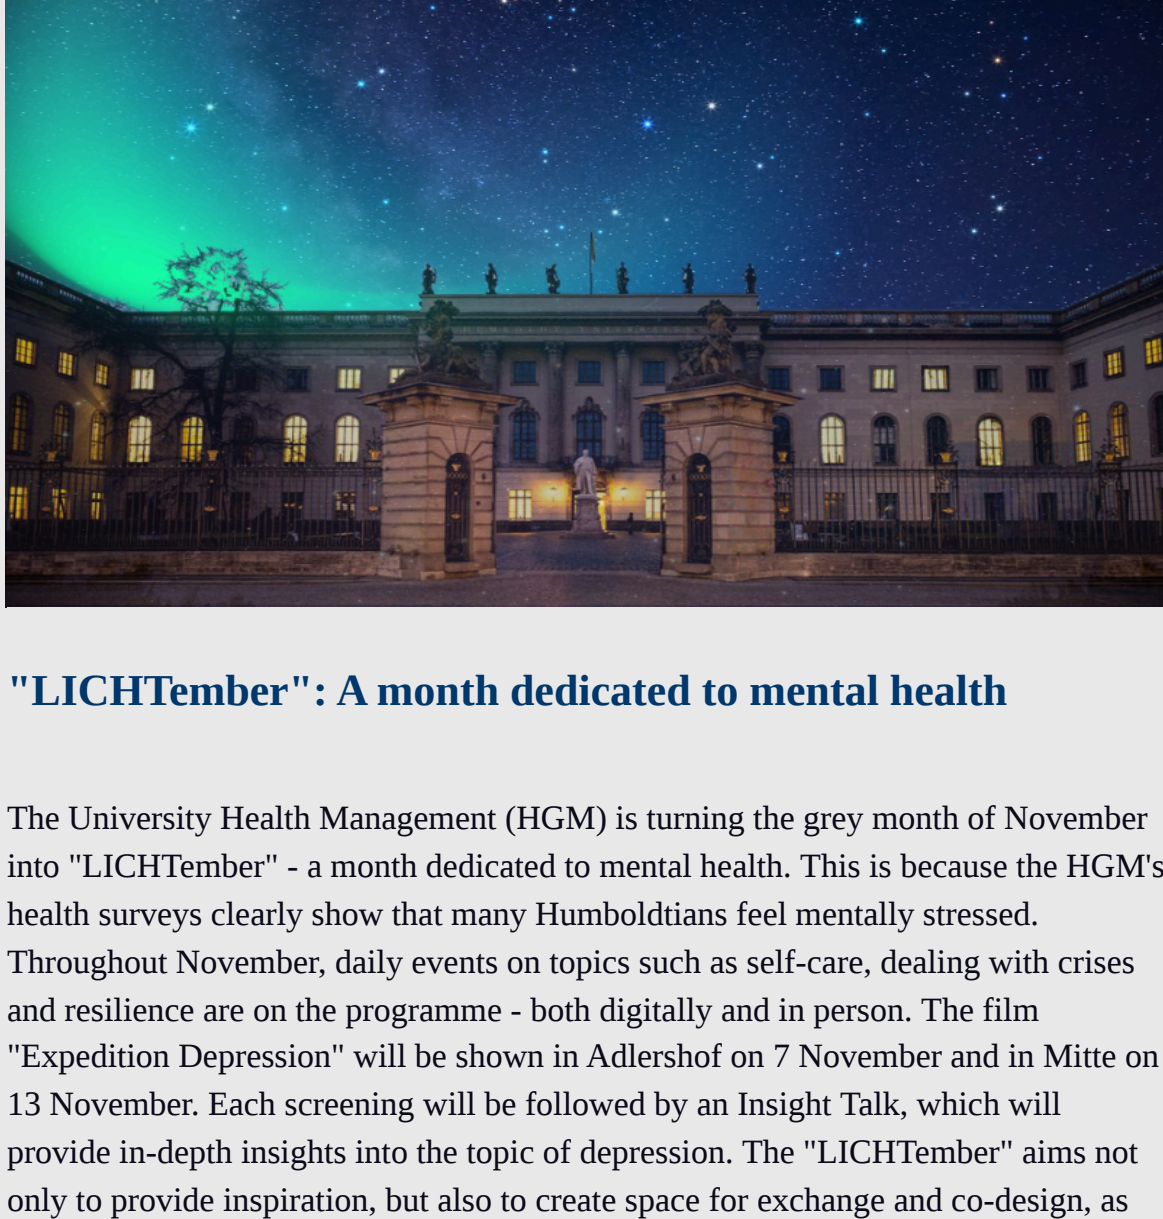 "LICHTember": A month dedicated to mental health
The University Health Management (HGM) is turning the grey month of November
into "LICHTember" - a month dedicated to mental health. This is because the HGM's
health surveys clearly show that many Humboldtians feel mentally stressed.
Throughout November, daily events on topics such as self-care, dealing with crises
and resilience are on the programme - both digitally and in person. The film
"Expedition Depression" will be shown in Adlershof on 7 November and in Mitte on
13 November. Each screening will be followed by an Insight Talk, which will
provide in-depth insights into the topic of depression. The "LICHTember" aims not
only to provide inspiration, but also to create space for exchange and co-design, as